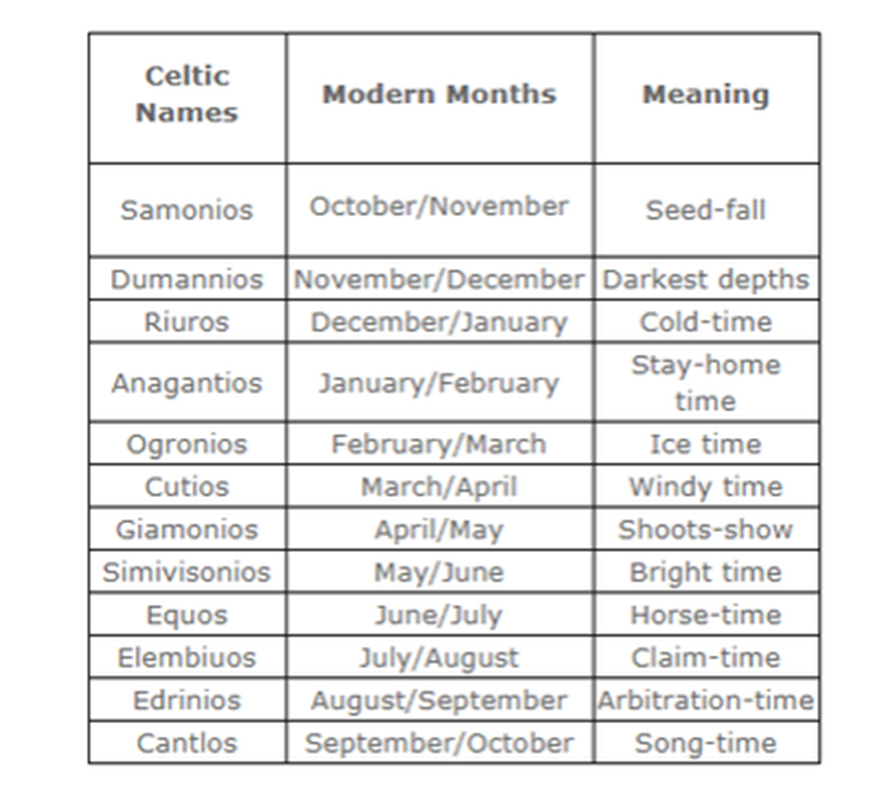 Celtic
Names
Modern Months
Meaning
Samonios October/November Seed-fall
Dumannios November/December Darkest depths
Riuros December/January Cold-time
Anagantios January/February Stay-home
time
Ogronios February/March Ice time
Cutios March/April Windy time
Giamonios April/May Shoots-show
Simivisonios May/June Bright time
Equos June/July Horse-time
Elembiuos July/August Claim-time
Edrinios August/September Arbitration-time
Cantlos September/October Song-time